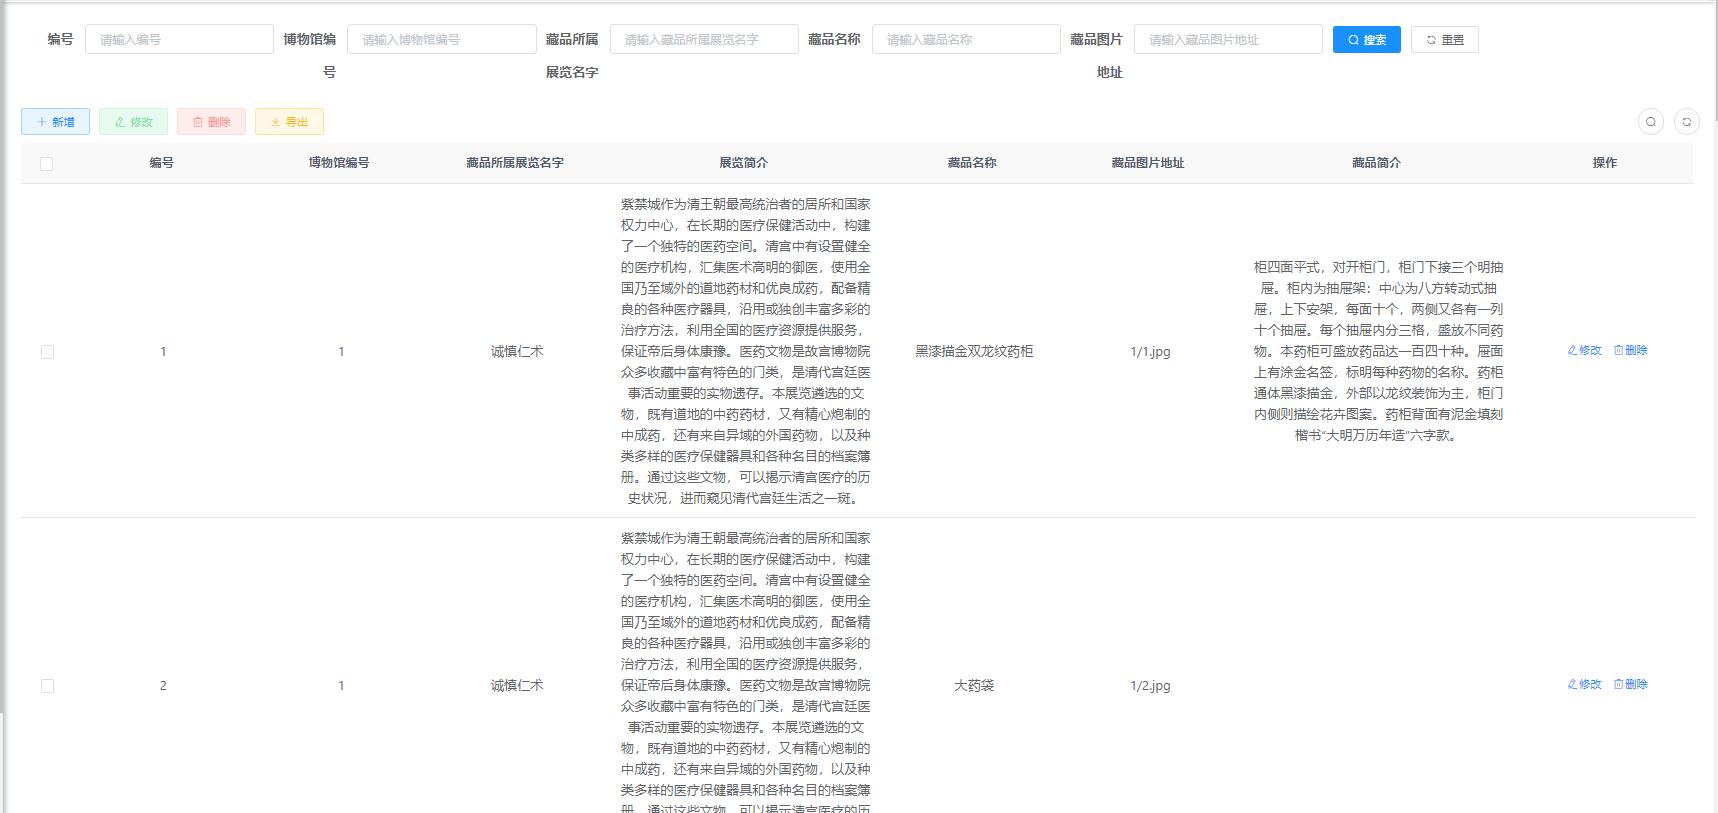 编号 请输入编号 博物馆编号 请输入博物馆编号 藏品所属展览名字 请输入藏品所属展览名字 藏品名称 请输入藏品名称 藏品图片地址 请输入藏品图片地址 搜索 重置
新增 修改 删除 导出
编号 博物馆编号 藏品所属展览名字 展览简介 藏品名称 藏品图片地址 藏品简介 操作
1 1 诚慎仁术
紫禁城作为清王朝最高统治者的居所和国家
权力中心，在长期的医疗保健活动中，构建
了一个独特的医药空间。清宫中有设置健全
的医疗机构，汇集医术高明的御医，使用全
国乃至域外的道地药材和优良成药，配备精
良的各种医疗器具，沿用或独创丰富多彩的
治疗方法，利用全国的医疗资源提供服务，
保证帝后身体康豫。医药文物是故宫博物院
众多收藏中富有特色的门类，是清代宫廷医
事活动重要的实物遗存。本展览遴选的文
物，既有道地的中药药材，又有精心炮制的
中成药，还有来自异域的外国药物，以及种
类多样的医疗保健器具和各种名目的档案簿
册。通过这些文物，可以揭示清宫医疗的历
史状况，进而窥见清代宫廷生活之一斑。
黑漆描金双龙纹药柜 1/1.jpg
柜四面平式，对开柜门，柜门下接三个明抽
屉。柜内为抽屉架：中心为八方转动式抽
屉，上下安架，每面十个，两侧又各有一列
十个抽屉。每个抽屉内分三格，盛放不同药
物。本药柜可盛放药品达一百四十种。屉面
上有涂金名签，标明每种药物的名称。药柜
通体黑漆描金，外部以龙纹装饰为主，柜门
内侧则描绘花卉图案。药柜背面有泥金填刻
楷书“大明万历年造”六字款。
修改 删除
2 1 诚慎仁术
紫禁城作为清王朝最高统治者的居所和国家
权力中心，在长期的医疗保健活动中，构建
了一个独特的医药空间。清宫中有设置健全
的医疗机构，汇集医术高明的御医，使用全
国乃至域外的道地药材和优良成药，配备精
良的各种医疗器具，沿用或独创丰富多彩的
治疗方法，利用全国的医疗资源提供服务，
保证帝后身体康豫。医药文物是故宫博物院
众多收藏中富有特色的门类，是清代宫廷医
事活动重要的实物遗存。本展览遴选的文
物，既有道地的中药药材，又有精心炮制的
中成药，还有来自异域的外国药物，以及种
类多样的医疗保健器具和各种名目的档案簿
册。通过这些文物，可以揭示清宫医疗的历
大药袋 1/2.jpg
修改 删除